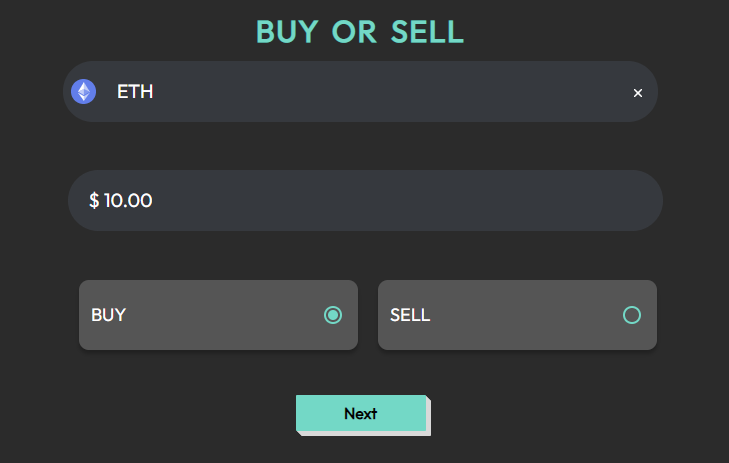 BUY OR SELL
ETH ×
$ 10.00
BUY
SELL
Next